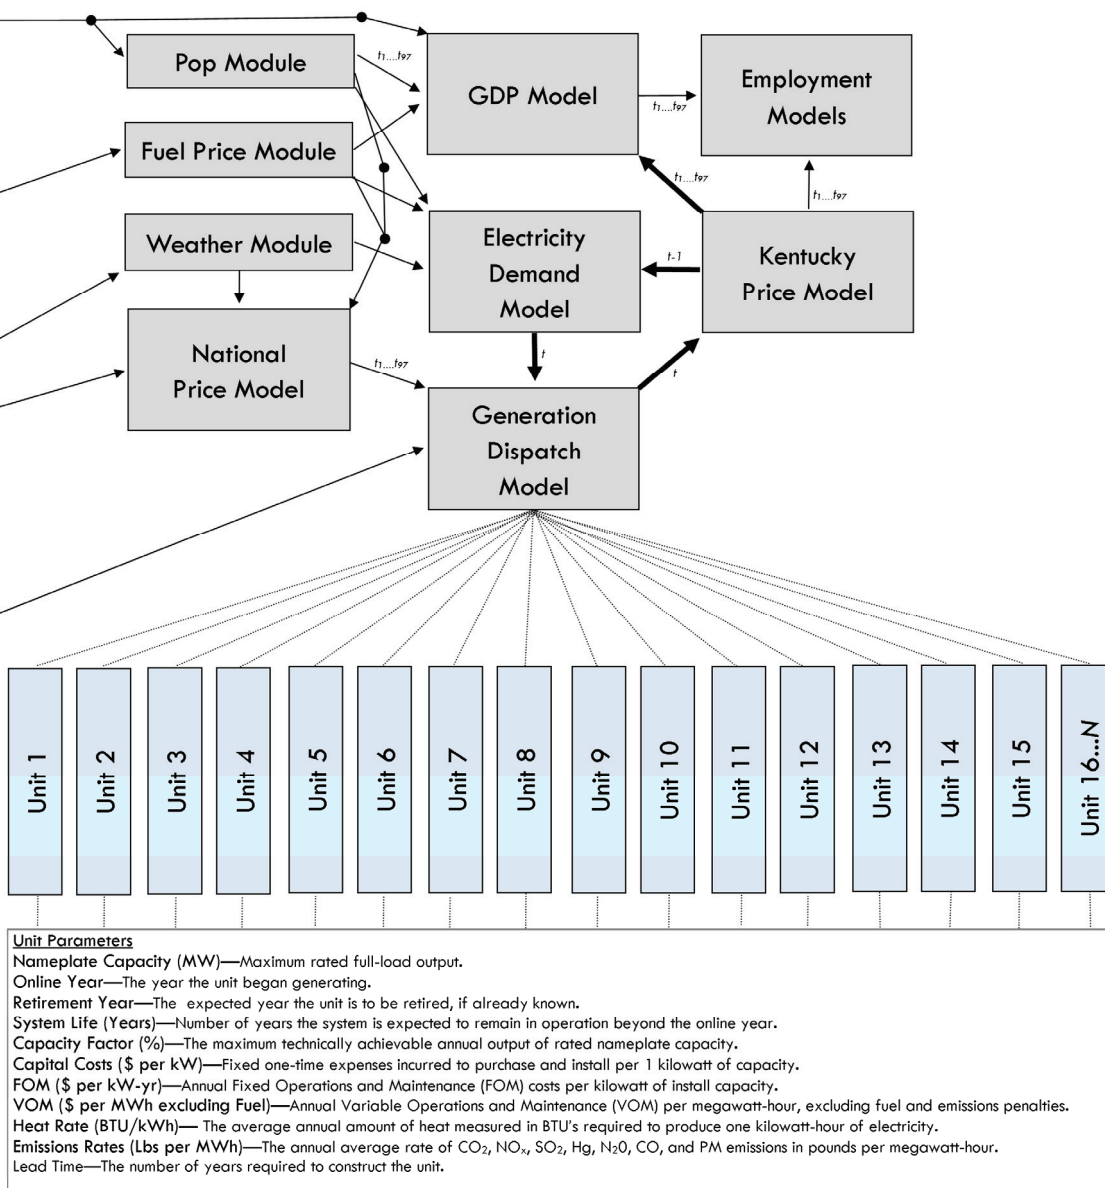 Pop Module
t1....t97
GDP Model
t1....t97
Employment
Models
Fuel Price Module
t1....t97
t1....t97
Weather Module
Electricity
Demand
Model
t-1
Kentucky
Price Model
National
Price Model
t1....t97
t
t
Generation
Dispatch
Model
Unit 1
Unit 2
Unit 3
Unit 4
Unit 5
Unit 6
Unit 7
Unit 8
Unit 9
Unit 10
Unit 11
Unit 12
Unit 13
Unit 14
Unit 15
Unit 16...N
Unit Parameters
Nameplate Capacity (MW)—Maximum rated full-load output.
Online Year—The year the unit began generating.
Retirement Year—The expected year the unit is to be retired, if already known.
System Life (Years)—Number of years the system is expected to remain in operation beyond the online year.
Capacity Factor (%)—The maximum technically achievable annual output of rated nameplate capacity.
Capital Costs ($ per kW)—Fixed one-time expenses incurred to purchase and install per 1 kilowatt of capacity.
FOM ($ per kW-yr)—Annual Fixed Operations and Maintenance (FOM) costs per kilowatt of install capacity.
VOM ($ per MWh excluding Fuel)—Annual Variable Operations and Maintenance (VOM) per megawatt-hour, excluding fuel and emissions penalties.
Heat Rate (BTU/kWh)— The average annual amount of heat measured in BTU's required to produce one kilowatt-hour of electricity.
Emissions Rates (Lbs per MWh)—The annual average rate of CO2, NOx, SO2, Hg, N20, CO, and PM emissions in pounds per megawatt-hour.
Lead Time—The number of years required to construct the unit.